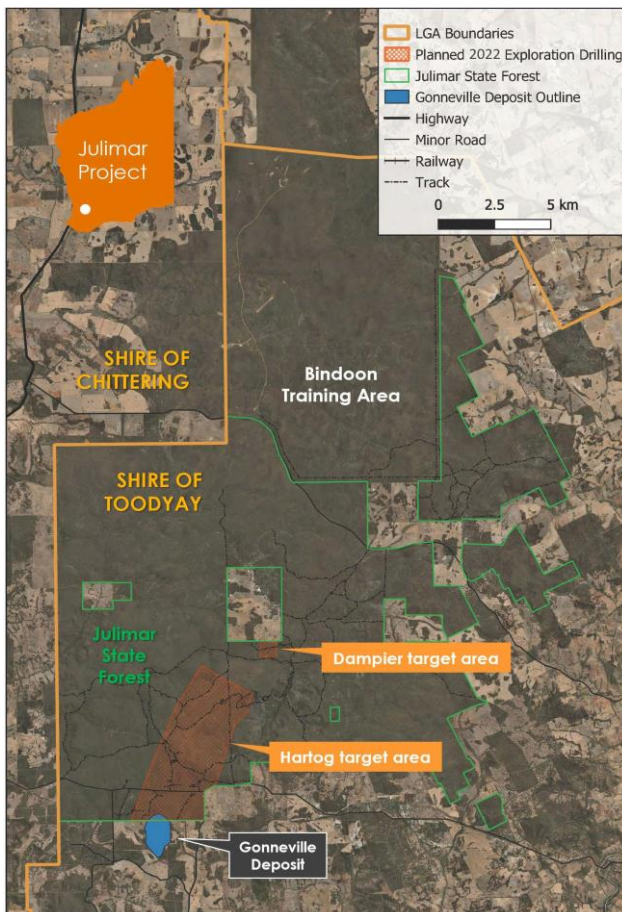 LGA Boundaries
Planned 2022 Exploration Drilling
Julimar State Forest
Gonneville Deposit Outline
Highway
Minor Road
Railway
Track
0 2.5 5 km
Julimar
Project
SHIRE OF
CHITTERING
Bindoon
Training Area
SHIRE OF
TOODYAY
Julimar
State
Forest
Dampier target area
Hartog target area
Gonneville
Deposit